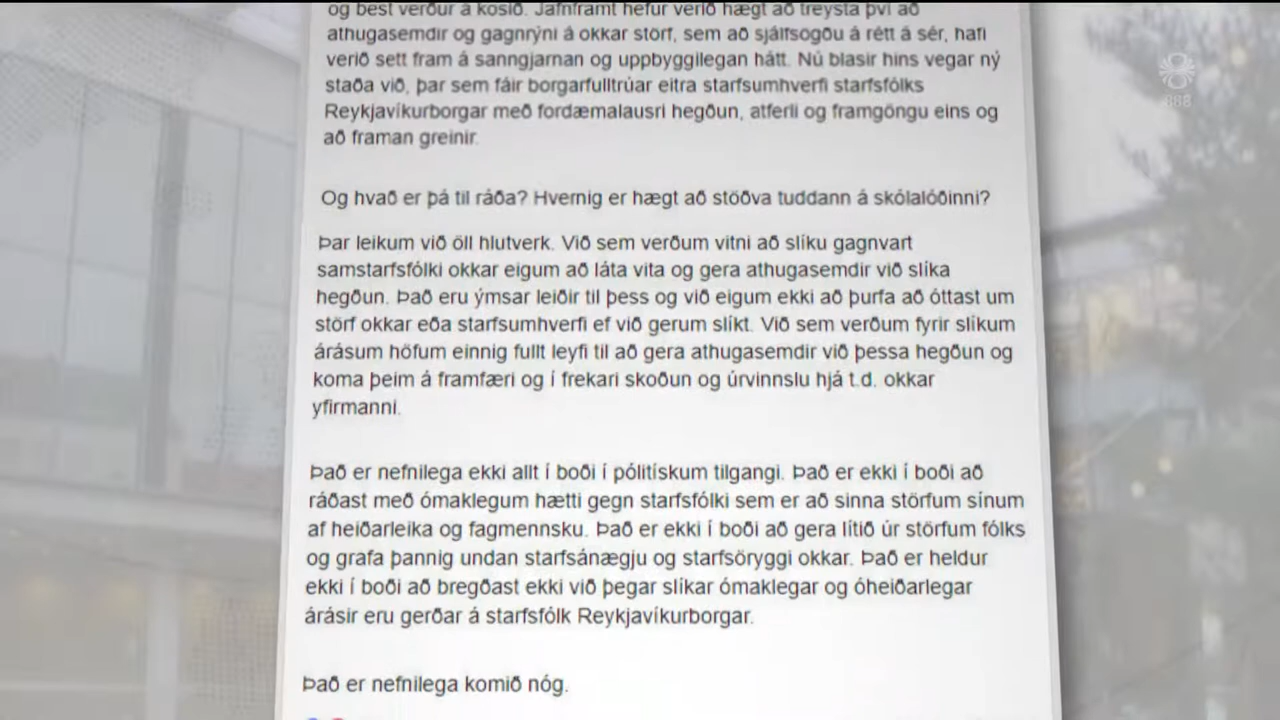 og best verður á kosið. Jafnframt hefur verið hægt að treysta því að
athugasemdir og gagnrýni á okkar störf, sem að sjálfsögðu á rétt á sér, hafi
verið sett fram á sanngjarnan og uppbyggilegan hátt. Nú blasir hins vegar ný
staða við, þar sem fáir borgarfulltrúar eitra starfsumhverfi starfsfólks
Reykjavíkurborgar með fordæmalausri hegðun, atferli og framgöngu eins og
að framan greinir.
Og hvað er þá til ráða? Hvernig er hægt að stöðva tuddann á skólalóðinni?
Þar leikum við öll hlutverk. Við sem verðum vitni að slíku gagnvart
samstarfsfólki okkar eigum að láta vita og gera athugasemdir við slíka
hegðun. Það eru ýmsar leiðir til þess og við eigum ekki að þurfa að óttast um
störf okkar eða starfsumhverfi ef við gerum slíkt. Við sem verðum fyrir slíkum
árásum höfum einnig fullt leyfi til að gera athugasemdir við þessa hegðun og
koma þeim á framfæri og í frekari skoðun og úrvinnslu hjá t.d. okkar
yfirmanni.
Það er nefnilega ekki allt í boði í pólitískum tilgangi. Það er ekki í boði að
ráðast með ómaklegum hætti gegn starfsfólki sem er að sinna störfum sínum
af heiðarleika og fagmennsku. Það er ekki í boði að gera lítið úr störfum fólks
og grafa þannig undan starfsánægju og starfsöryggi okkar. Það er heldur
ekki í boði að bregðast ekki við þegar slíkar ómaklegar og óheiðarlegar
árásir eru gerðar á starfsfólk Reykjavíkurborgar.
Það er nefnilega komið nóg.
888